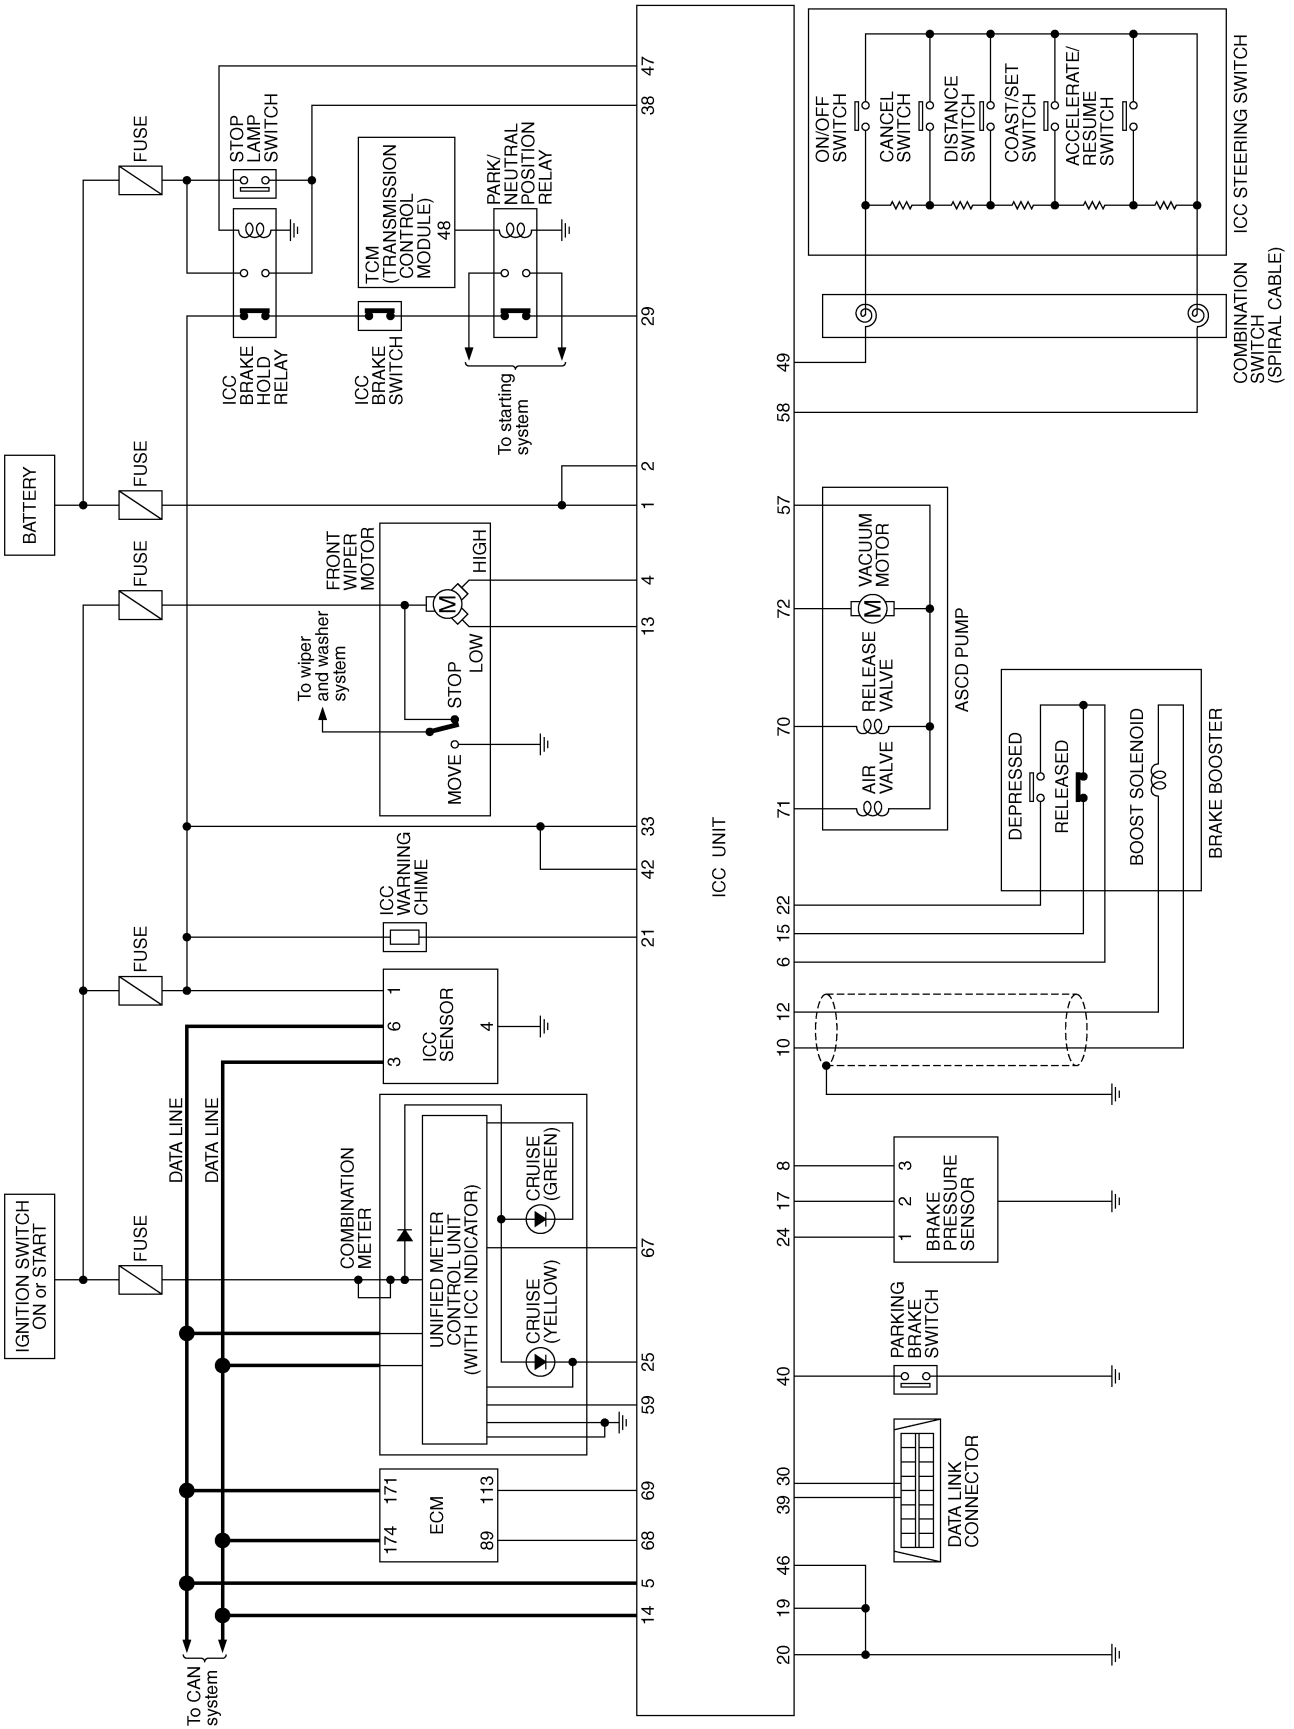 IGNITION SWITCH
ON or START
BATTERY
FUSE
FUSE
FUSE
FUSE
FUSE
DATA LINE
DATA LINE
To CAN
system
ECM
171
174
113
89
COMBINATION
METER
UNIFIED METER
CONTROL UNIT
(WITH ICC INDICATOR)
CRUISE
(YELLOW)
CRUISE
(GREEN)
ICC
SENSOR
1
6
3
4
ICC
WARNING
CHIME
To wiper
and washer
system
FRONT
WIPER
MOTOR
M
HIGH
LOW
STOP
MOVE
ICC
BRAKE
HOLD
RELAY
STOP
LAMP
SWITCH
ICC
BRAKE
SWITCH
TCM
(TRANSMISSION
CONTROL
MODULE)
48
PARK/
NEUTRAL
POSITION
RELAY
To starting
system
14
5
68
69
59
25
67
21
42
33
13
4
1
2
29
38
47
ICC UNIT
20
19
46
39
30
40
24
17
8
10
12
6
15
22
71
70
72
57
58
49
DATA LINK
CONNECTOR
PARKING
BRAKE
SWITCH
BRAKE
PRESSURE
SENSOR
1
2
3
DEPRESSED
RELEASED
BOOST SOLENOID
BRAKE BOOSTER
AIR
VALVE
RELEASE
VALVE
VACUUM
MOTOR
M
ASCD PUMP
COMBINATION
SWITCH
(SPIRAL CABLE)
ON/OFF
SWITCH
CANCEL
SWITCH
DISTANCE
SWITCH
COAST/SET
SWITCH
ACCELERATE/
RESUME
SWITCH
ICC STEERING SWITCH